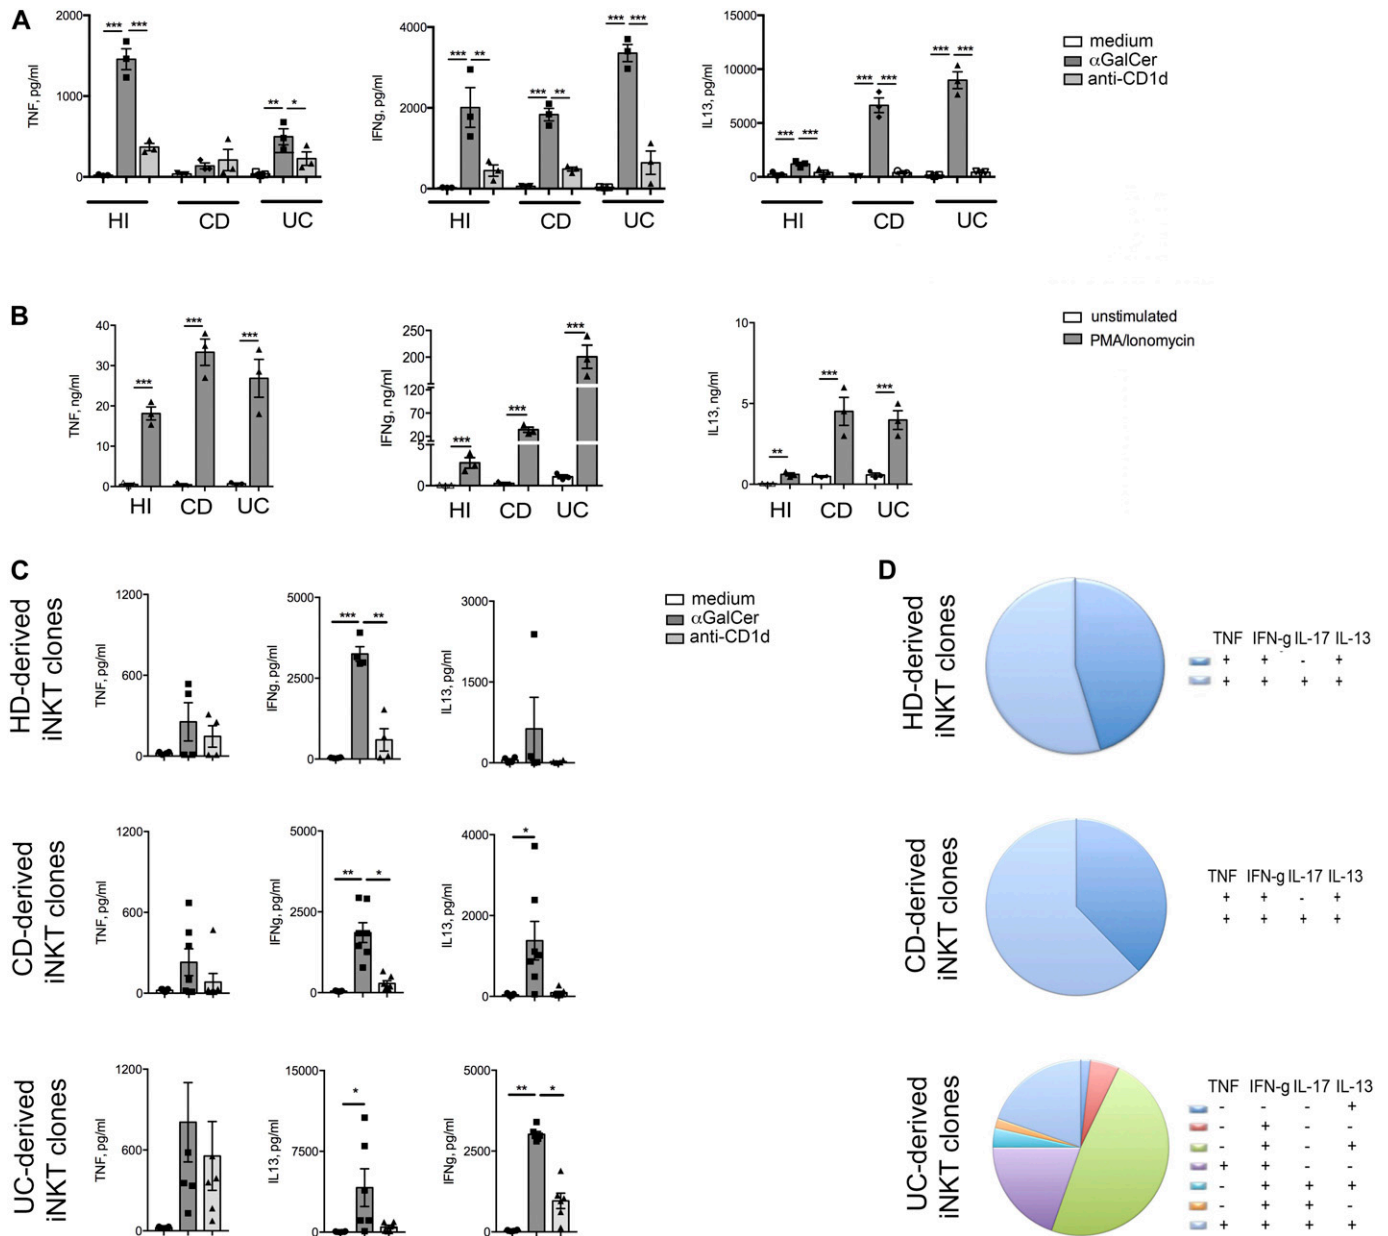 A
TNF, pg/ml
2000
1000
0
*** ***
** *
HI CD UC
IFNg, pg/ml
4000
2000
0
*** **
*** **
*** ***
HI CD UC
IL13, pg/ml
15000
10000
5000
0
*** ***
*** ***
*** ***
HI CD UC
medium
αGalCer
anti-CD1d
B
TNF, ng/ml
40
30
20
10
0
***
***
***
HI CD UC
IFNg, ng/ml
250
200
120
70
20
5
0
***
***
***
HI CD UC
IL13, ng/ml
10
5
0
**
***
***
HI CD UC
unstimulated
PMA/Ionomycin
C
HD-derived
iNKT clones
TNF, pg/ml
1200
600
0
IFNg, pg/ml
5000
2500
0
*** **
IL13, pg/ml
3000
1500
0
medium
αGalCer
anti-CD1d
CD-derived
iNKT clones
TNF, pg/ml
1200
600
0
IFNg, pg/ml
5000
2500
0
** *
IL13, pg/ml
4000
2000
0
*
UC-derived
iNKT clones
TNF, pg/ml
1200
600
0
IL13, pg/ml
15000
7500
0
*
IFNg, pg/ml
5000
2500
0
** *
D
HD-derived
iNKT clones
TNF IFN-g IL-17 IL-13
+ + - +
+ + + +
CD-derived
iNKT clones
TNF IFN-g IL-17 IL-13
+ + - +
+ + + +
UC-derived
iNKT clones
TNF IFN-g IL-17 IL-13
- - - +
- + - -
- + - +
+ + - -
- + + +
- + + -
+ + + +